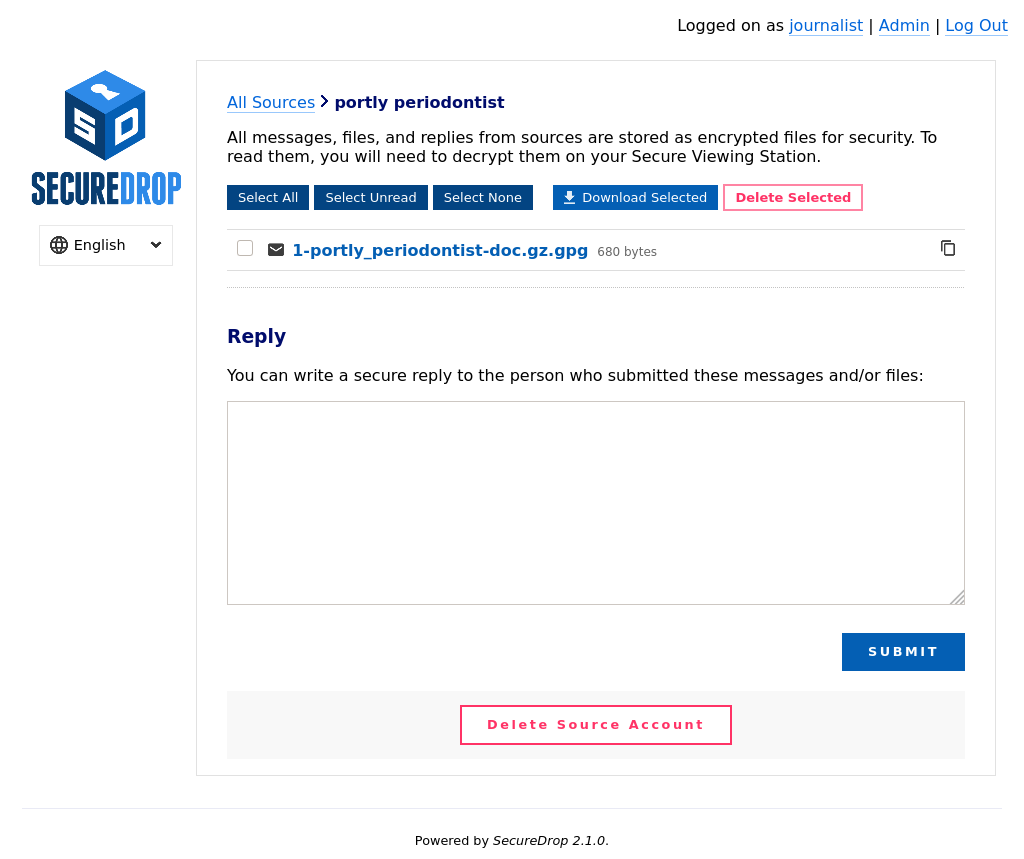 Logged on as journalist | Admin | Log Out
SECUREDROP
English
All Sources > portly periodontist
All messages, files, and replies from sources are stored as encrypted files for security. To
read them, you will need to decrypt them on your Secure Viewing Station.
Select All Select Unread Select None Download Selected Delete Selected
1-portly_periodontist-doc.gz.gpg 680 bytes
Reply
You can write a secure reply to the person who submitted these messages and/or files:
SUBMIT
Delete Source Account
Powered by SecureDrop 2.1.0.